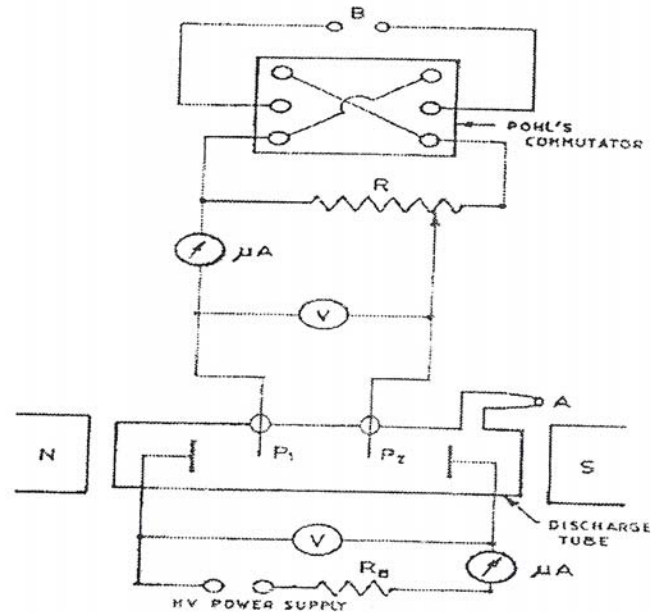 B
POHL'S
COMMUTATOR
R
µA
V
A
N
P1
P2
S
DISCHARGE
TUBE
V
RB
µA
HV POWER SUPPLY